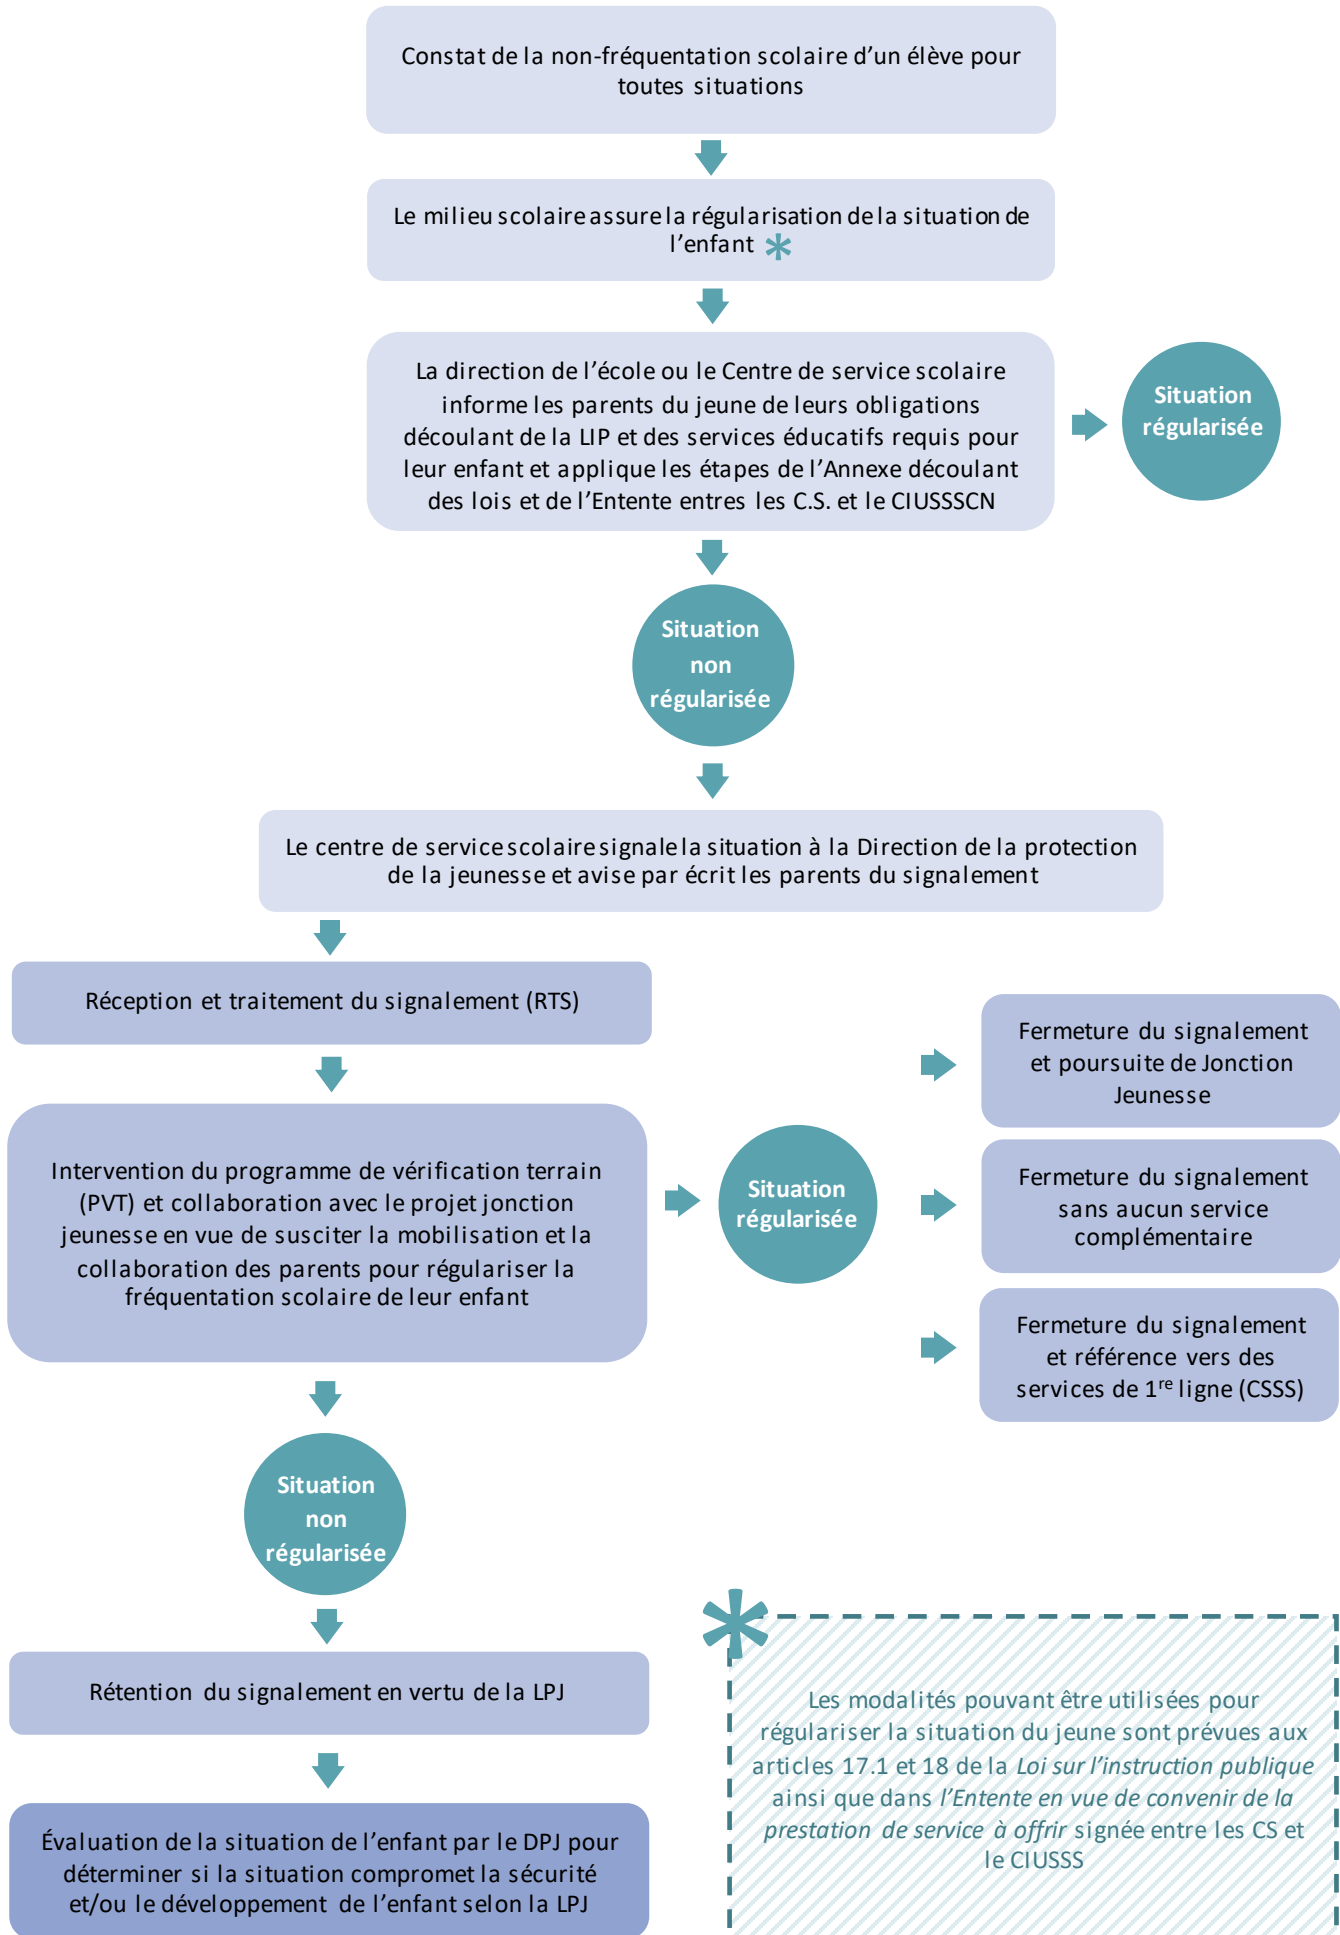 Constat de la non-fréquentation scolaire d’un élève pour
toutes situations
Le milieu scolaire assure la régularisation de la situation de
l’enfant *
La direction de l’école ou le Centre de service scolaire
informe les parents du jeune de leurs obligations
découlant de la LIP et des services éducatifs requis pour
leur enfant et applique les étapes de l’Annexe découlant
des lois et de l’Entente entres les C.S. et le CIUSSSCN
Situation
régularisée
Situation
non
régularisée
Le centre de service scolaire signale la situation à la Direction de la protection
de la jeunesse et avise par écrit les parents du signalement
Réception et traitement du signalement (RTS)
Intervention du programme de vérification terrain
(PVT) et collaboration avec le projet jonction
jeunesse en vue de susciter la mobilisation et la
collaboration des parents pour régulariser la
fréquentation scolaire de leur enfant
Situation
régularisée
Fermeture du signalement
et poursuite de Jonction
Jeunesse
Fermeture du signalement
sans aucun service
complémentaire
Fermeture du signalement
et référence vers des
services de 1re ligne (CSSS)
Situation
non
régularisée
Rétention du signalement en vertu de la LPJ
Évaluation de la situation de l’enfant par le DPJ pour
déterminer si la situation compromet la sécurité
et/ou le développement de l’enfant selon la LPJ
*
Les modalités pouvant être utilisées pour
régulariser la situation du jeune sont prévues aux
articles 17.1 et 18 de la Loi sur l’instruction publique
ainsi que dans l’Entente en vue de convenir de la
prestation de service à offrir signée entre les CS et
le CIUSSS